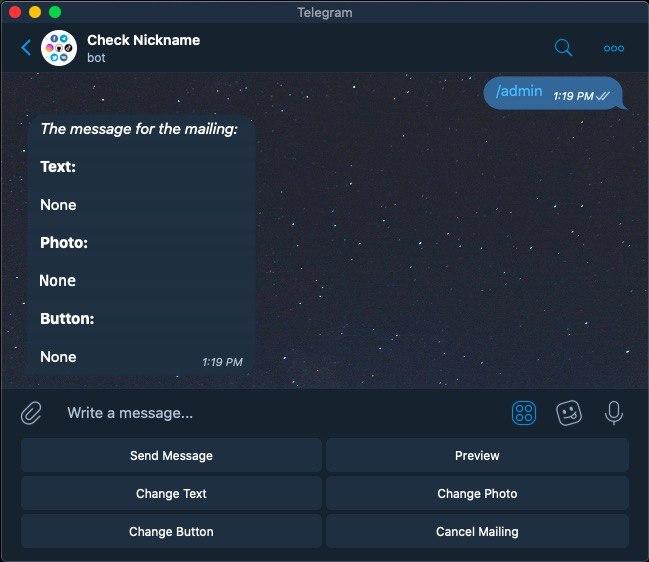 Telegram
Check Nickname
bot
/admin 1:19 PM
The message for the mailing:
Text:
None
Photo:
None
Button:
None
1:19 PM
Write a message...
Send Message
Preview
Change Text
Change Photo
Change Button
Cancel Mailing